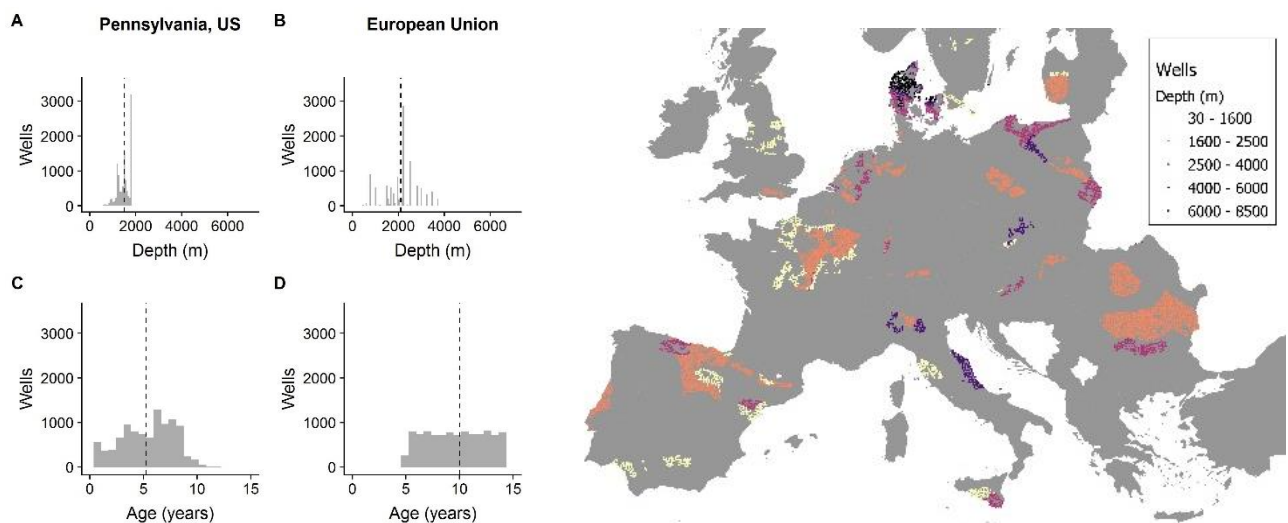 A Pennsylvania, US
Wells
3000
2000
1000
0
0 2000 4000 6000
Depth (m)
B European Union
Wells
3000
2000
1000
0
0 2000 4000 6000
Depth (m)
C
Wells
3000
2000
1000
0
0 5 10 15
Age (years)
D
Wells
3000
2000
1000
0
0 5 10 15
Age (years)
Wells
Depth (m)
30 - 1600
1600 - 2500
2500 - 4000
4000 - 6000
6000 - 8500